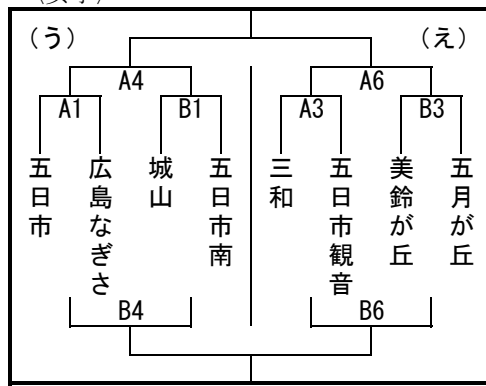 （う）
（え）
A4
A6
A1
B1
A3
B3
五日市
広島なぎさ
城山
五日市南
三和
五日市観音
美鈴が丘
五月が丘
B4
B6